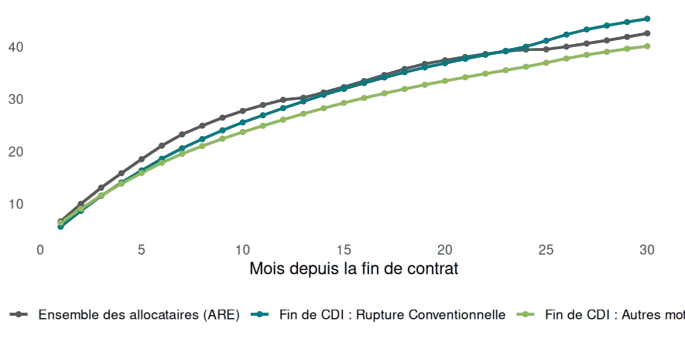 40
30
20
10
0 5 10 15 20 25 30
Mois depuis la fin de contrat
Ensemble des allocataires (ARE) Fin de CDI : Rupture Conventionnelle Fin de CDI : Autres